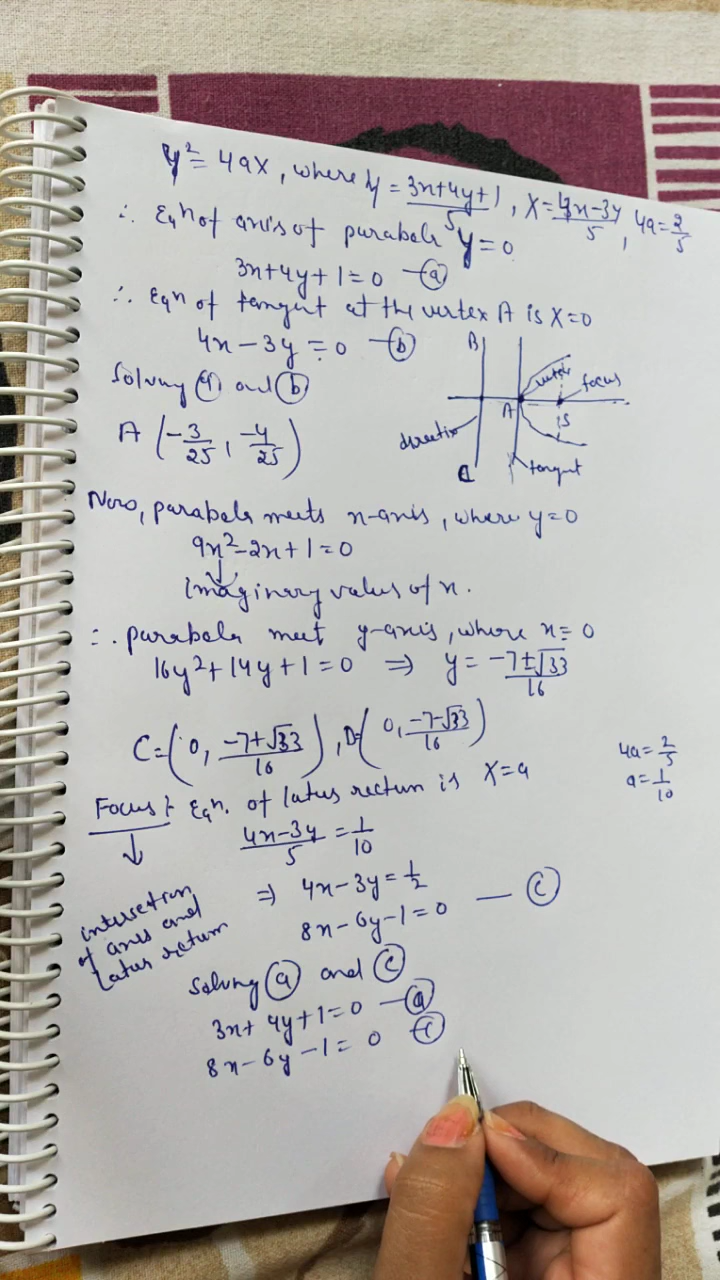 Y² = 4aX, where Y = (3x+4y+1)/5, X = (4x-3y)/5, 4a = 2/5
∴ Eqn of axis of parabola Y = 0
3x+4y+1=0 —(a)
∴ Eqn of tangent at the vertex A is X=0
4x-3y=0 —(b)
B
Solving (a) and (b)
vertex
focus
A
S
A (-3/25, -4/25)
directrix
C
tangent
Now, parabola meets x-axis, where y=0
9x²-2x+1=0
↓
imaginary values of x.
∴ parabola meet y-axis, where x=0
16y²+14y+1=0 ⇒ y = (-7±√33)/16
C=(0, (-7+√33)/16), D=(0, (-7-√33)/16)
4a=2/5
a=1/10
Focus :- Eqn. of latus rectum is X=a
↓
(4x-3y)/5 = 1/10
intersection
of axis and
latus rectum
⇒ 4x-3y=1/2
8x-6y-1=0 — (c)
Solving (a) and (c)
3x+4y+1=0 —(a)
8x-6y-1=0 (c)